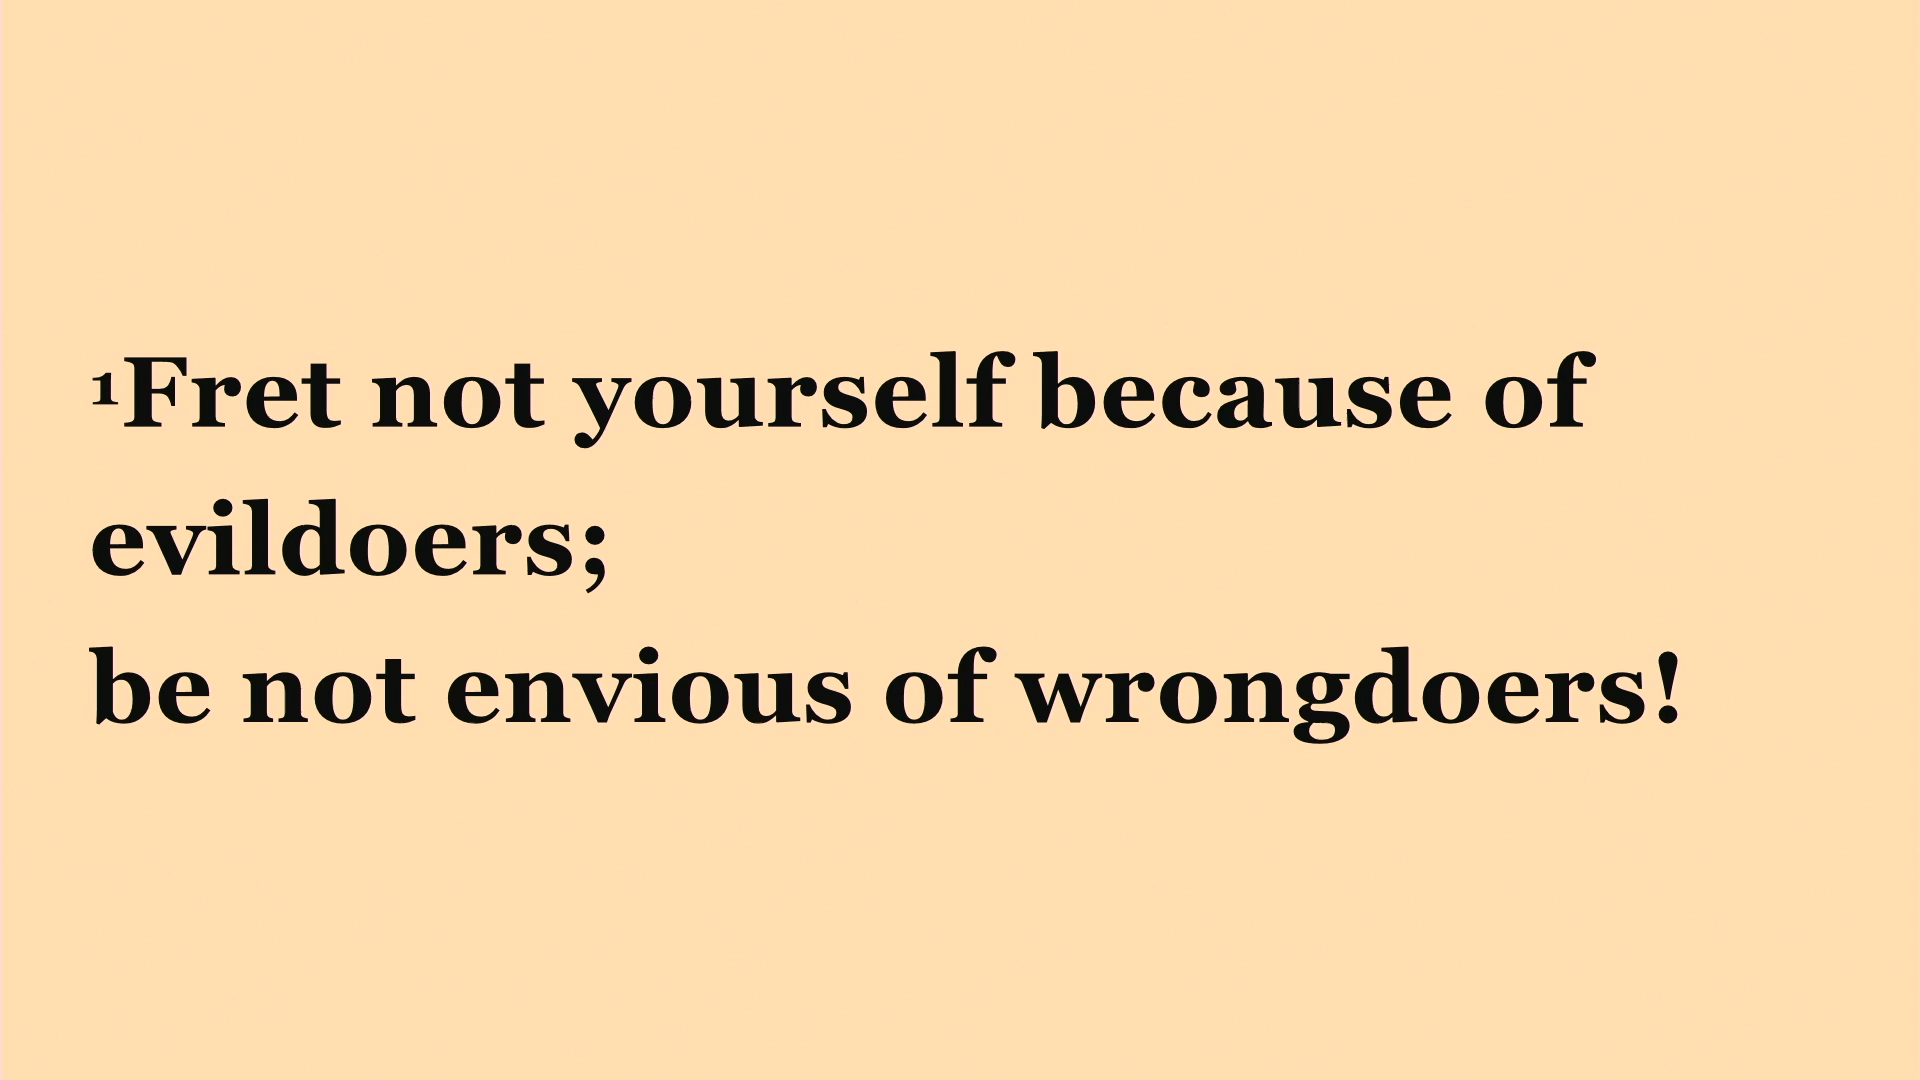 ¹Fret not yourself because of
evildoers;
be not envious of wrongdoers!